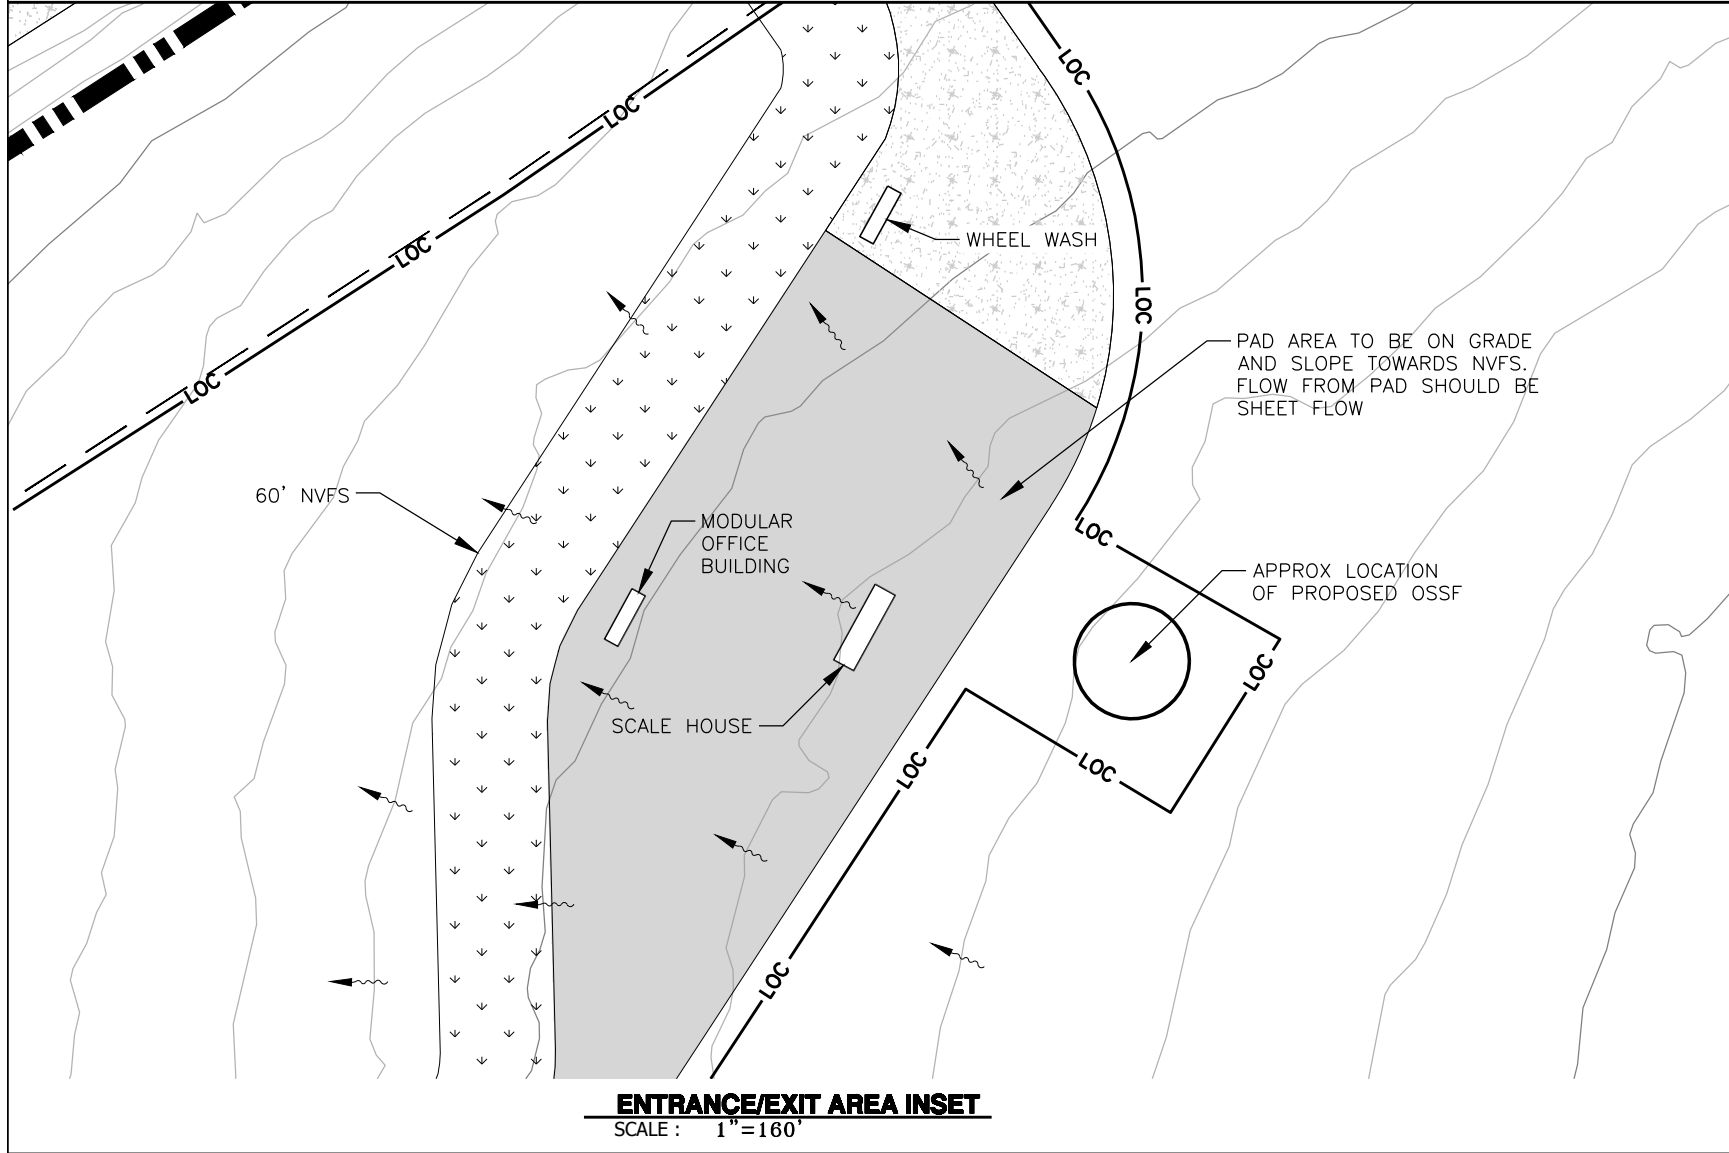 LOC
LOC
LOC
LOC
WHEEL WASH
LOC
PAD AREA TO BE ON GRADE
AND SLOPE TOWARDS NVFS.
FLOW FROM PAD SHOULD BE
SHEET FLOW
60' NVFS
MODULAR
OFFICE
BUILDING
LOC
APPROX LOCATION
OF PROPOSED OSSF
LOC
SCALE HOUSE
LOC
LOC
LOC
ENTRANCE/EXIT AREA INSET
SCALE : 1"=160'